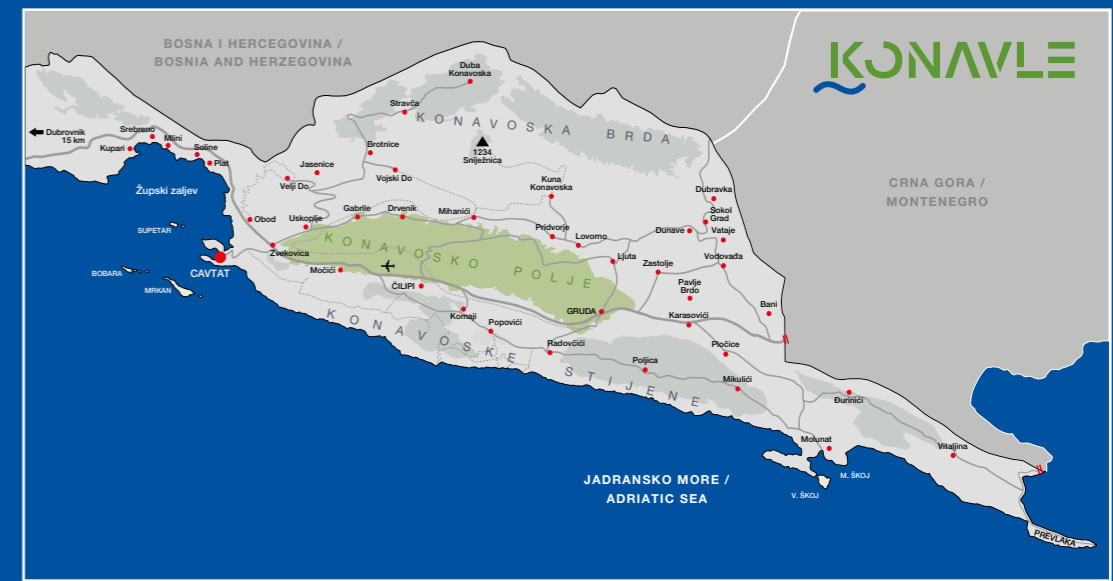 BOSNA I HERCEGOVINA /
BOSNIA AND HERZEGOVINA
KONAVLE
Duba
Konavoska
Stravča
KONAVOSKA BRDA
Dubrovnik
15 km
Srebreno
Mlini
Kupari
Soline
Plat
Brotnice
1234
Sniježnica
Jasenice
Velji Do
Vojski Do
Kuna
Konavoska
CRNA GORA /
MONTENEGRO
Župski zaljev
Dubravka
Sokol
Grad
Obod
Uskoplje
Gabrile
Drvenik
Mihanići
Pridvorje
Lovorno
Dunave
Vataje
SUPETAR
Zvekovica
KONAVOSKO POLJE
Ljuta
Zastolje
Vodovađa
BOBARA
CAVTAT
Močići
ČILIPI
Pavlje
Brdo
MRKAN
Komaji
GRUDA
Karasovići
Bani
KONAVOSKE STIJENE
Popovići
Radovčići
Poljica
Pločice
Mikulići
Đurinići
Molunat
Vitaljina
JADRANSKO MORE /
ADRIATIC SEA
M. ŠKOJ
V. ŠKOJ
PREVLAKA